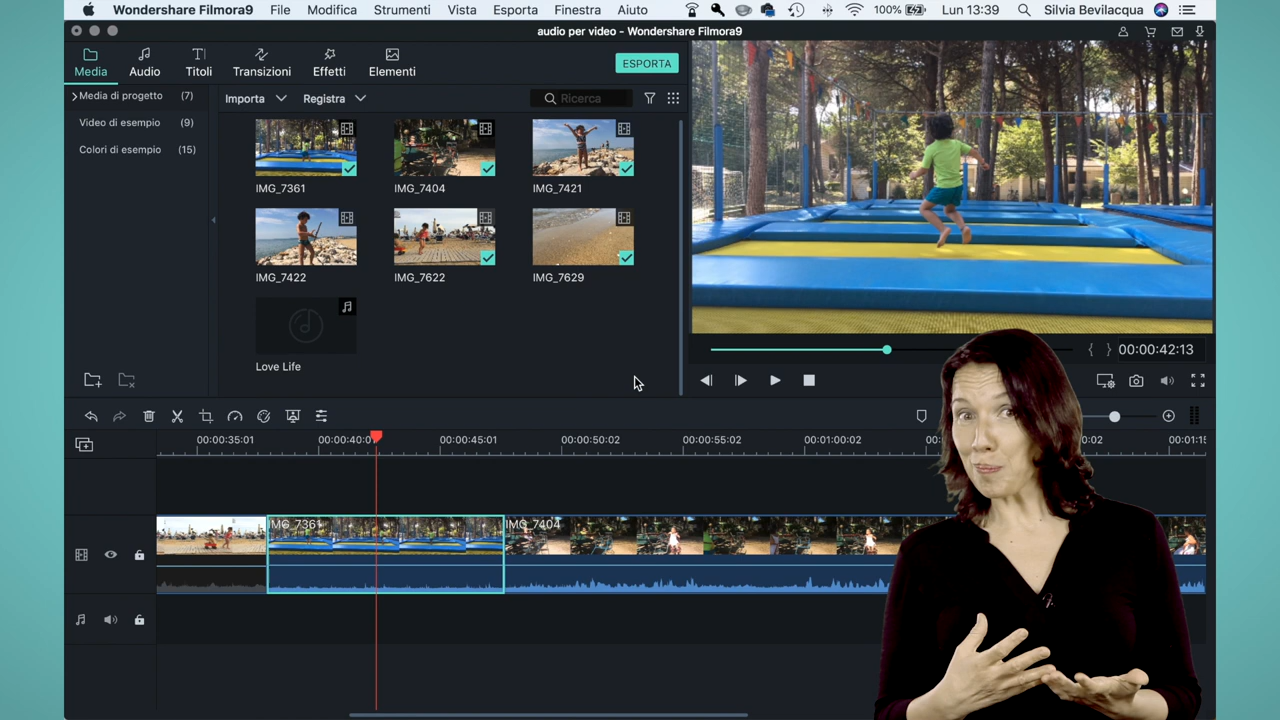 Wondershare Filmora9 File Modifica Strumenti Vista Esporta Finestra Aiuto 100% Lun 13:39 Silvia Bevilacqua
audio per video - Wondershare Filmora9
Media Audio Titoli Transizioni Effetti Elementi ESPORTA
Media di progetto (7)
Video di esempio (9)
Colori di esempio (15)
Importa Registra Ricerca
IMG_7361 IMG_7404 IMG_7421
IMG_7422 IMG_7622 IMG_7629
Love Life
{ } 00:00:42:13
00:00:35:01 00:00:45:01 00:00:50:02 00:00:55:02 00:01:00:02
IMG_7361 IMG_7404